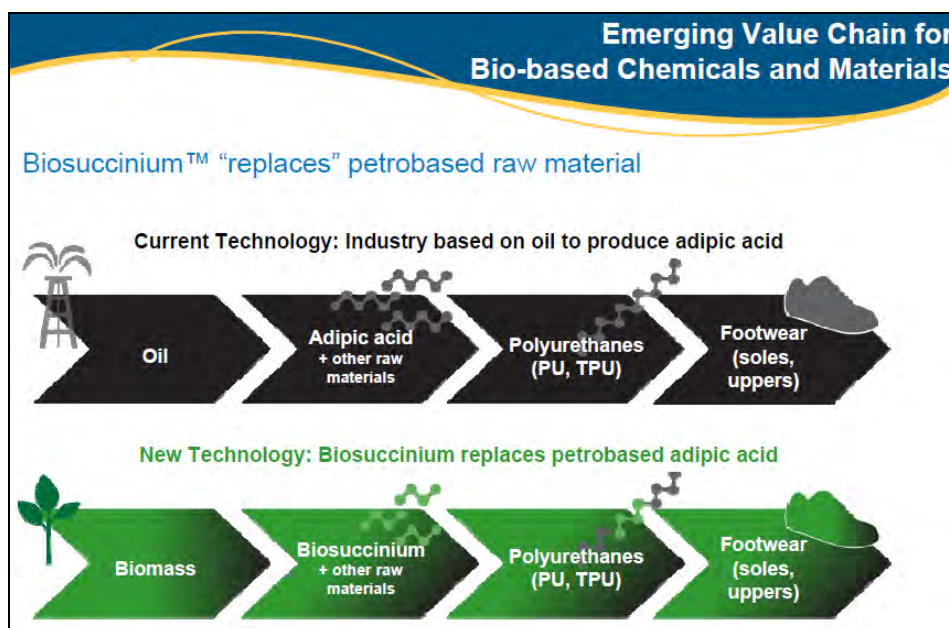 Emerging Value Chain for
Bio-based Chemicals and Materials
Biosuccinium™ “replaces” petrobased raw material
Current Technology: Industry based on oil to produce adipic acid
Oil
Adipic acid
+ other raw
materials
Polyurethanes
(PU, TPU)
Footwear
(soles,
uppers)
New Technology: Biosuccinium replaces petrobased adipic acid
Biomass
Biosuccinium
+ other raw
materials
Polyurethanes
(PU, TPU)
Footwear
(soles,
uppers)